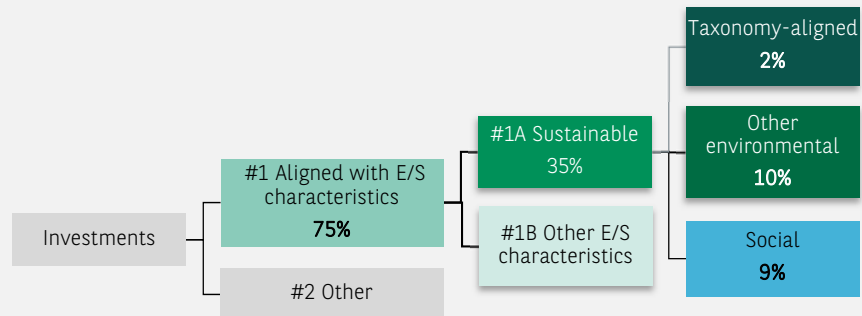 Investments
#1 Aligned with E/S
characteristics
75%
#2 Other
#1A Sustainable
35%
#1B Other E/S
characteristics
Taxonomy-aligned
2%
Other
environmental
10%
Social
9%